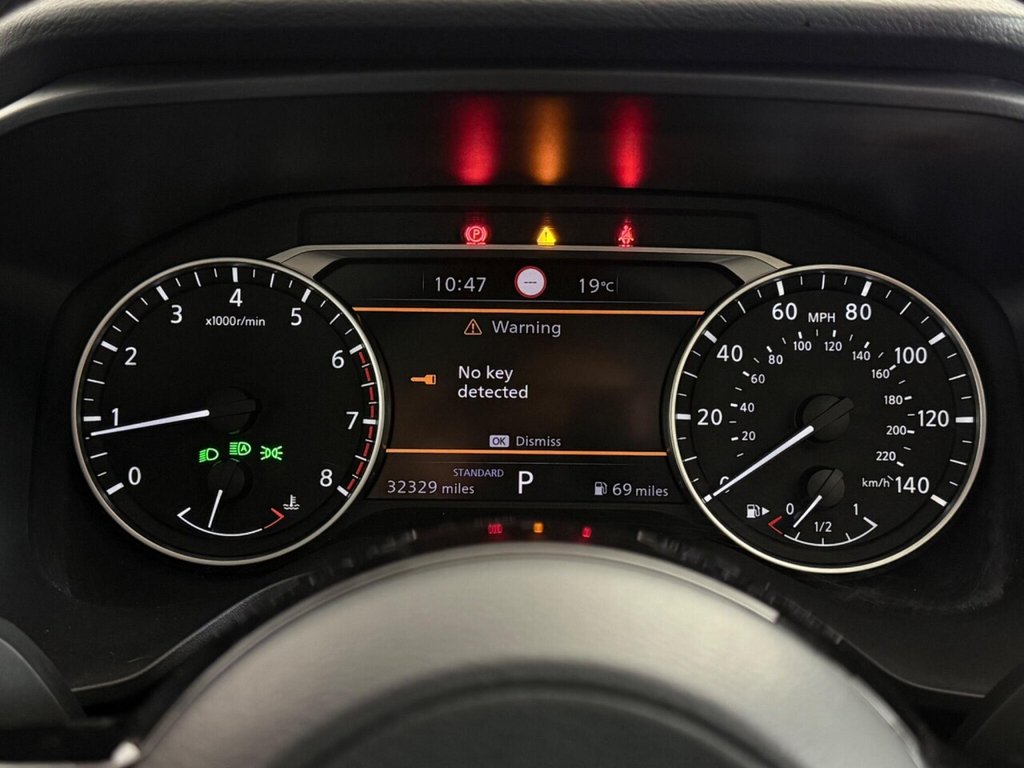 10:47
---
19°C
Warning
No key
detected
OK Dismiss
STANDARD
32329 miles
P
69 miles
x1000r/min
0
1
2
3
4
5
6
7
8
MPH
0
20
40
60
80
100
120
140
20
40
60
80
100
120
140
160
180
200
220
km/h
0
1/2
1
P
A